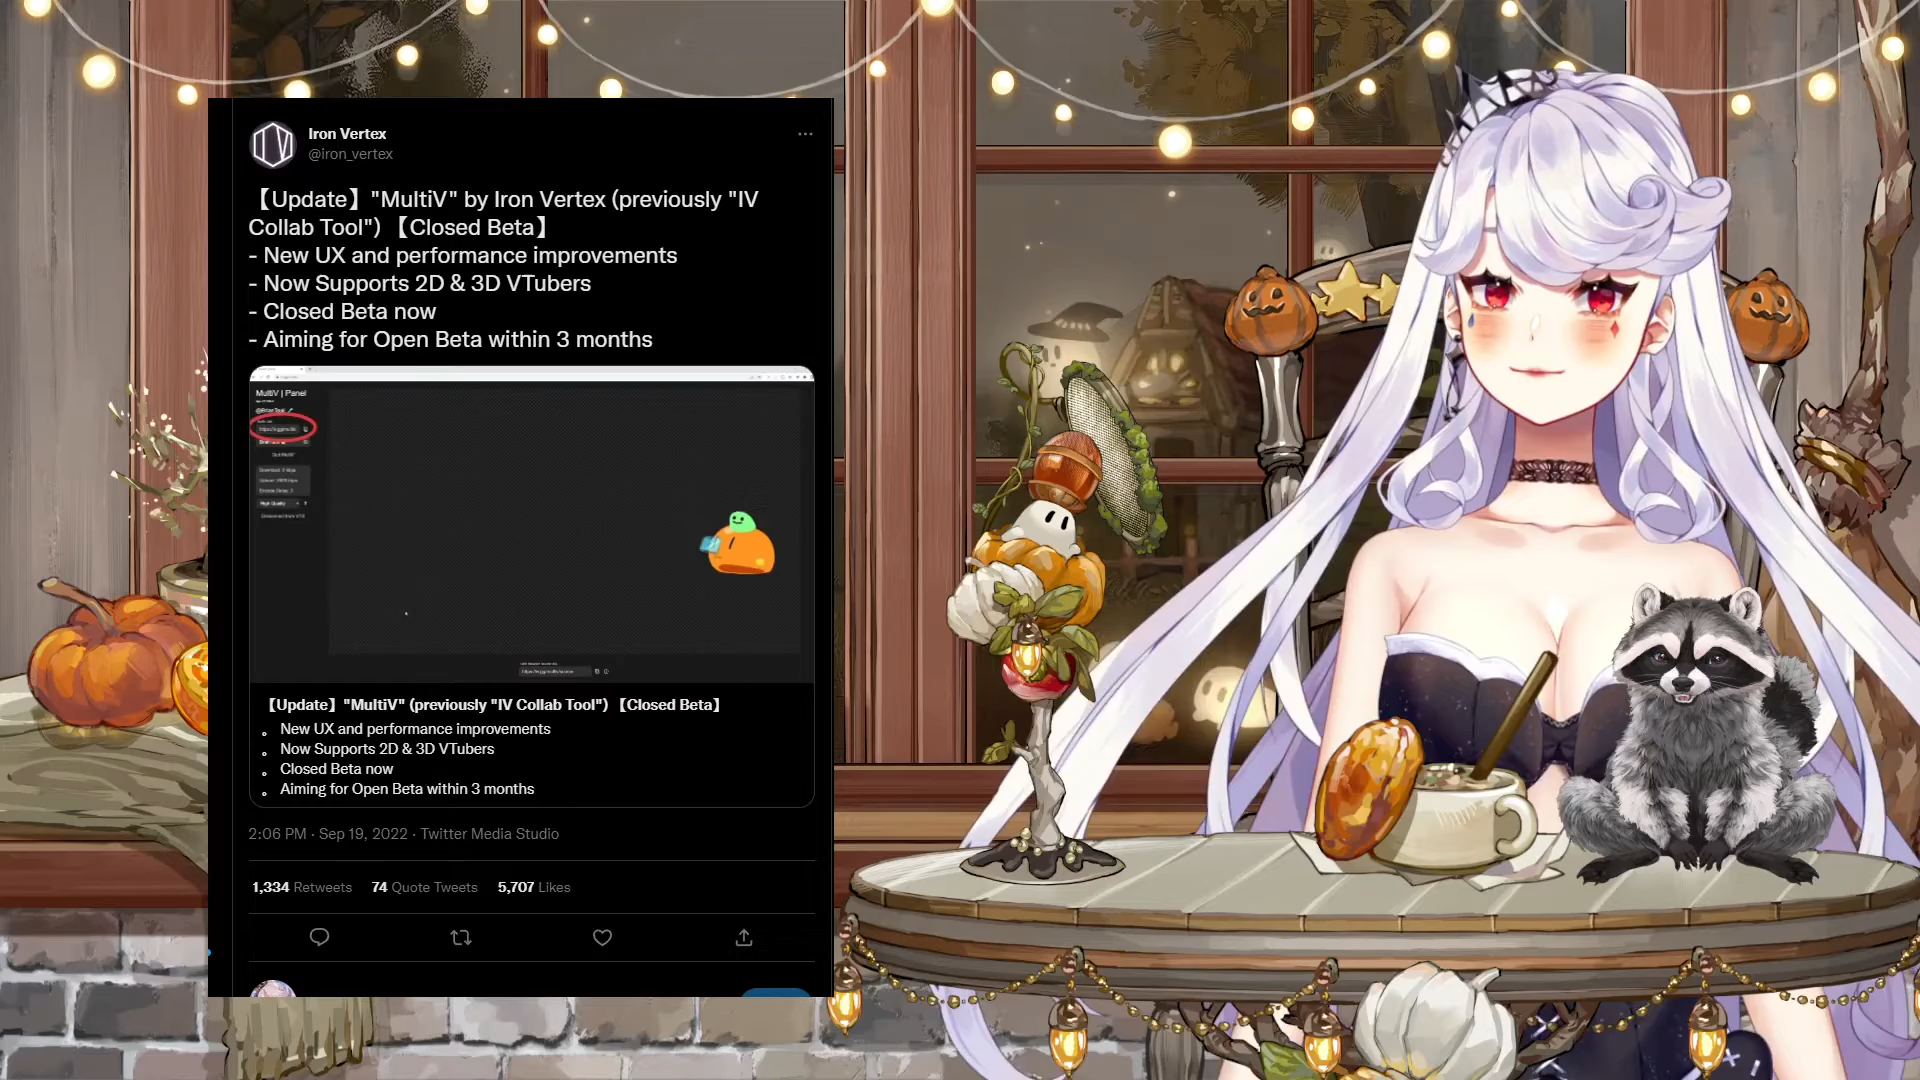 Iron Vertex
@iron_vertex
【Update】"MultiV" by Iron Vertex (previously "IV
Collab Tool") 【Closed Beta】
- New UX and performance improvements
- Now Supports 2D & 3D VTubers
- Closed Beta now
- Aiming for Open Beta within 3 months
MultiV | Panel
High Quality
【Update】"MultiV" (previously "IV Collab Tool") 【Closed Beta】
。 New UX and performance improvements
。 Now Supports 2D & 3D VTubers
。 Closed Beta now
。 Aiming for Open Beta within 3 months
2:06 PM · Sep 19, 2022 · Twitter Media Studio
1,334 Retweets 74 Quote Tweets 5,707 Likes